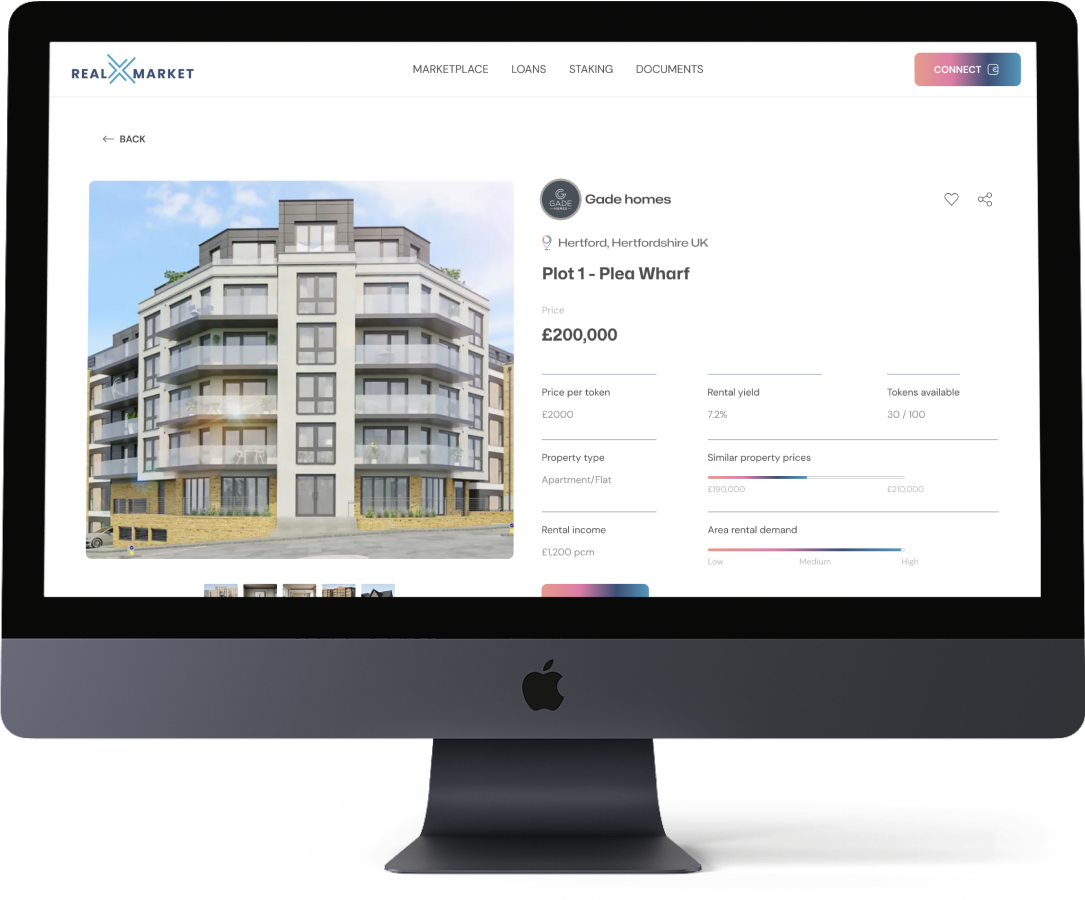 REAL MARKET
MARKETPLACE LOANS STAKING DOCUMENTS
CONNECT
BACK
GADE
HOMES
Gade homes
Hertford, Hertfordshire UK
Plot 1 - Plea Wharf
Price
£200,000
Price per token Rental yield Tokens available
£2000 7.2% 30 / 100
Property type Similar property prices
Apartment/Flat
£190,000 £210,000
Rental income Area rental demand
£1,200 pcm
Low Medium High